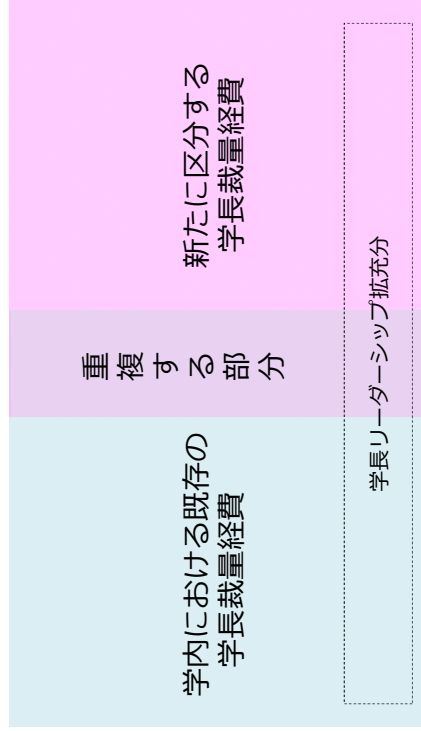 学内における既存の
学長裁量経費
重複する部分
新たに区分する
学長裁量経費
学長リーダーシップ拡充分